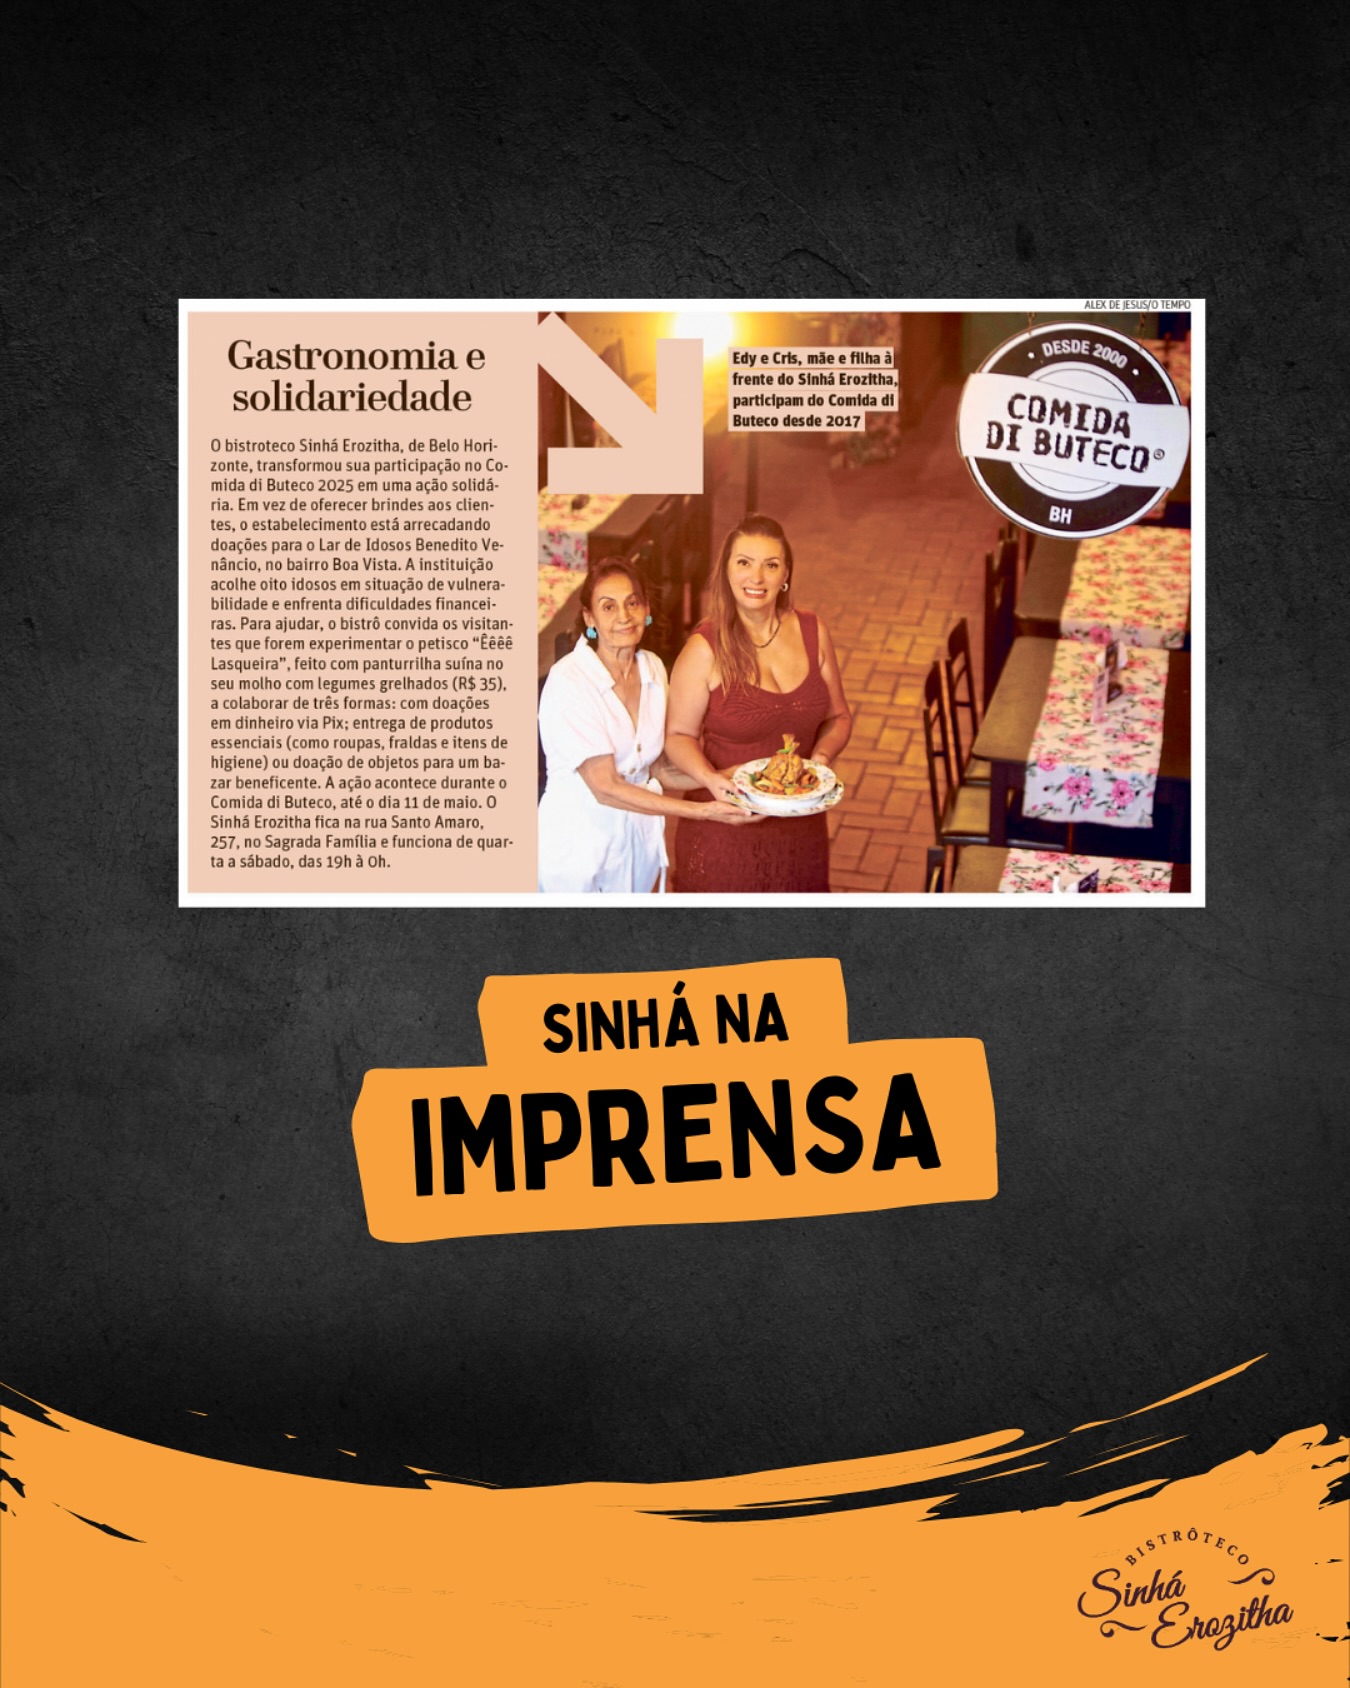 ALEX DE JESUS/O TEMPO
Gastronomia e
solidariedade
O bistroteco Sinhá Erozitha, de Belo Hori-
zonte, transformou sua participação no Co-
mida di Buteco 2025 em uma ação solidá-
ria. Em vez de oferecer brindes aos clien-
tes, o estabelecimento está arrecadando
doações para o Lar de Idosos Benedito Ve-
nâncio, no bairro Boa Vista. A instituição
acolhe oito idosos em situação de vulnera-
bilidade e enfrenta dificuldades financei-
ras. Para ajudar, o bistrô convida os visitan-
tes que forem experimentar o petisco “Êêêê
Lasqueira”, feito com panturrilha suína no
seu molho com legumes grelhados (R$ 35),
a colaborar de três formas: com doações
em dinheiro via Pix; entrega de produtos
essenciais (como roupas, fraldas e itens de
higiene) ou doação de objetos para um ba-
zar beneficente. A ação acontece durante o
Comida di Buteco, até o dia 11 de maio. O
Sinhá Erozitha fica na rua Santo Amaro,
257, no Sagrada Família e funciona de quar-
ta a sábado, das 19h à 0h.
Edy e Cris, mãe e filha à
frente do Sinhá Erozitha,
participam do Comida di
Buteco desde 2017
• DESDE 2000 •
COMIDA
DI BUTECO®
BH
SINHÁ NA
IMPRENSA
BISTRÔTECO
Sinhá
Erozitha